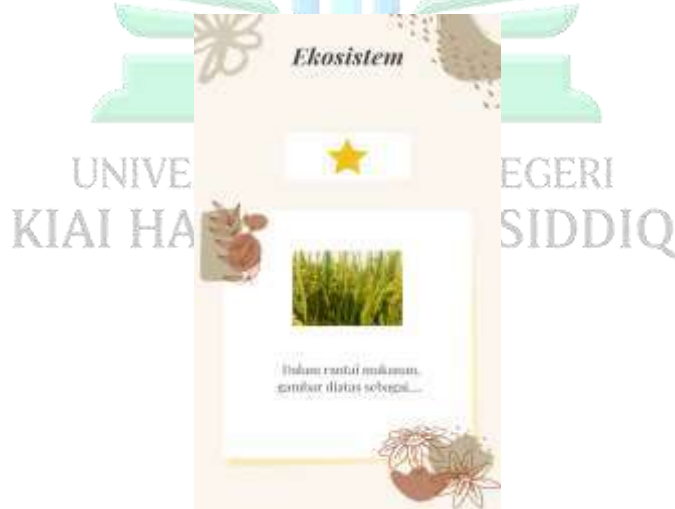 Ekosistem
UNIVE EGERI
KIAI HA SIDDIQ
Dalam rantai makanan,
gambar diatas sebagai....